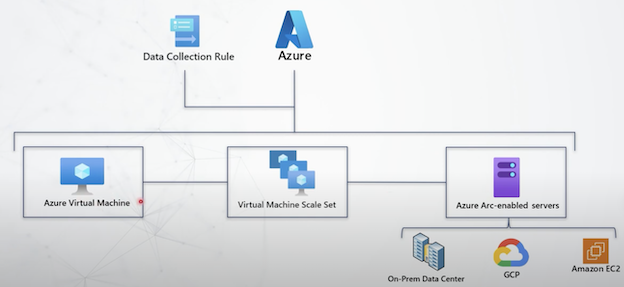 Data Collection Rule
Azure
Azure Virtual Machine
Virtual Machine Scale Set
Azure Arc-enabled servers
On-Prem Data Center
GCP
Amazon EC2